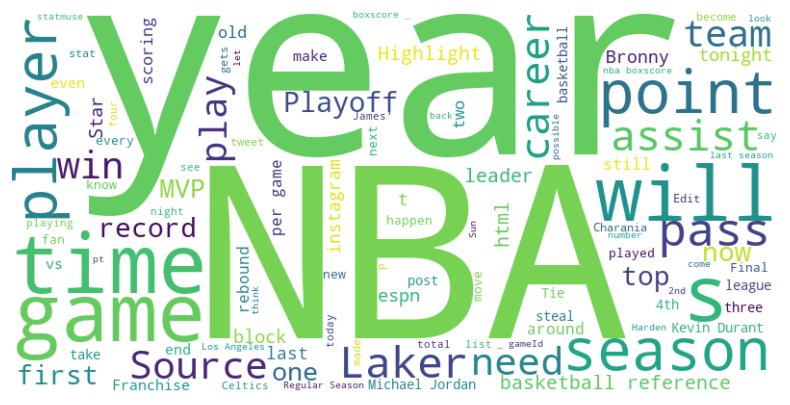 statmuse
boxscore _
year
stat
scoring
gets
let
old
make
Highlight
career
become
look
team
tonight
Bronny
basketball
nba boxscore
player
even
four
Star
every
play
Playoff
James
next
back
two
possible
point
say
assist
last season
win
know
see
tweet
MVP
night
playing
fan
record
per game
instagram
NBA
t
happen
leader
still
Edit
will
html
Sun
Charania
number
played
pass
now
time
vs
pt
rebound
new
p
espn
post
move
top
2nd
come
Final
league
s
game
block
today
made
Tie
steal
around
4th
three
list
Harden
Kevin Durant
take
end
Los Angeles
last
one
total
_ gameId
Source
Laker
need
season
first
Franchise
Celtics
think
Regular Season
Michael Jordan
basketball reference